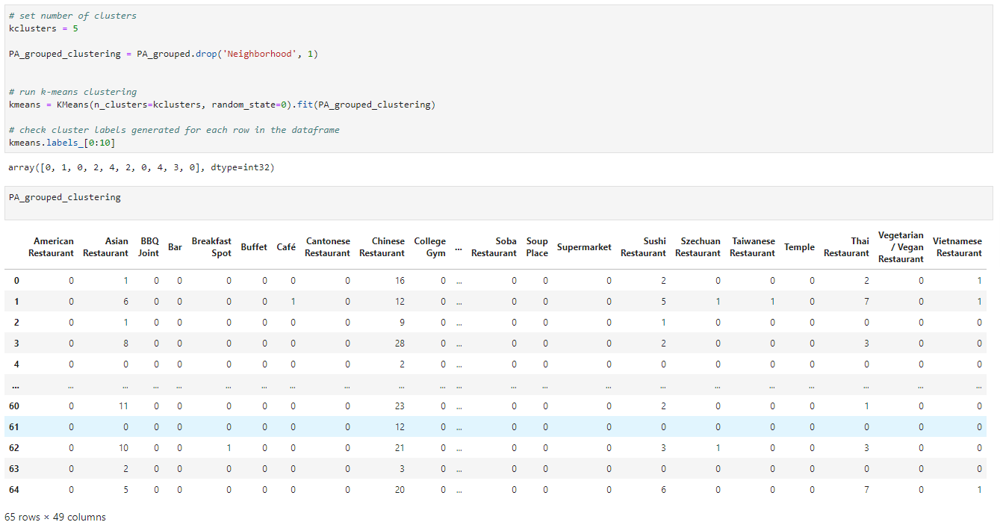 # set number of clusters
kclusters = 5
PA_grouped_clustering = PA_grouped.drop('Neighborhood', 1)
# run k-means clustering
kmeans = KMeans(n_clusters=kclusters, random_state=0).fit(PA_grouped_clustering)
# check cluster labels generated for each row in the dataframe
kmeans.labels_[0:10]
array([0, 1, 0, 2, 4, 2, 0, 4, 3, 0], dtype=int32)
PA_grouped_clustering
American Restaurant Asian Restaurant BBQ Joint Bar Breakfast Spot Buffet Café Cantonese Restaurant Chinese Restaurant College Gym ... Soba Restaurant Soup Place Supermarket Sushi Restaurant Szechuan Restaurant Taiwanese Restaurant Temple Thai Restaurant Vegetarian / Vegan Restaurant Vietnamese Restaurant
0 0 1 0 0 0 0 0 0 16 0 ... 0 0 0 2 0 0 0 2 0 1
1 0 6 0 0 0 0 1 0 12 0 ... 0 0 0 5 1 1 0 7 0 1
2 0 1 0 0 0 0 0 0 9 0 ... 0 0 0 1 0 0 0 0 0 0
3 0 8 0 0 0 0 0 0 28 0 ... 0 0 0 2 0 0 0 3 0 0
4 0 0 0 0 0 0 0 0 2 0 ... 0 0 0 0 0 0 0 0 0 0
... ... ... ... ... ... ... ... ... ... ... ... ... ... ... ... ... ... ... ... ... ...
60 0 11 0 0 0 0 0 0 23 0 ... 0 0 0 2 0 0 0 1 0 0
61 0 0 0 0 0 0 0 0 12 0 ... 0 0 0 0 0 0 0 0 0 0
62 0 10 0 0 1 0 0 0 21 0 ... 0 0 0 3 1 0 0 3 0 0
63 0 2 0 0 0 0 0 0 3 0 ... 0 0 0 0 0 0 0 0 0 0
64 0 5 0 0 0 0 0 0 20 0 ... 0 0 0 6 0 0 0 7 0 1
65 rows × 49 columns